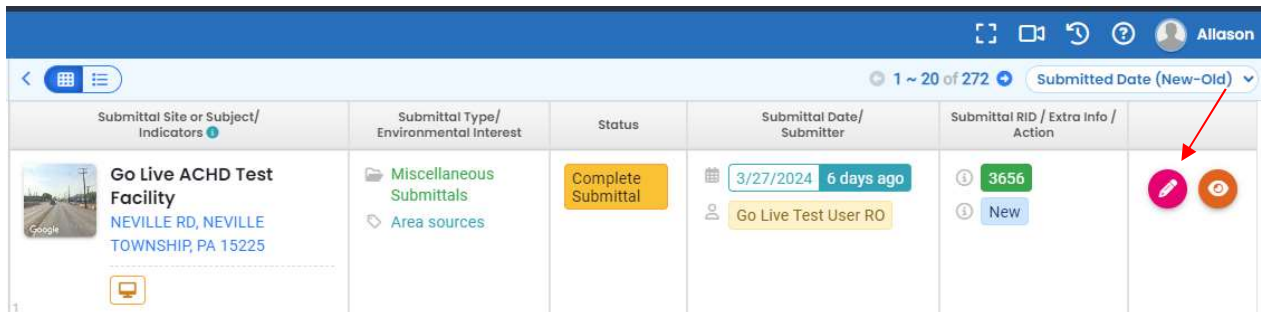 Allason
1 ~ 20 of 272
Submitted Date (New-Old)
Submittal Site or Subject/
Indicators
Submittal Type/
Environmental Interest
Status
Submittal Date/
Submitter
Submittal RID / Extra Info /
Action
Google
Go Live ACHD Test
Facility
NEVILLE RD, NEVILLE
TOWNSHIP, PA 15225
Miscellaneous
Submittals
Area sources
Complete
Submittal
3/27/2024 6 days ago
Go Live Test User RO
3656
New
1